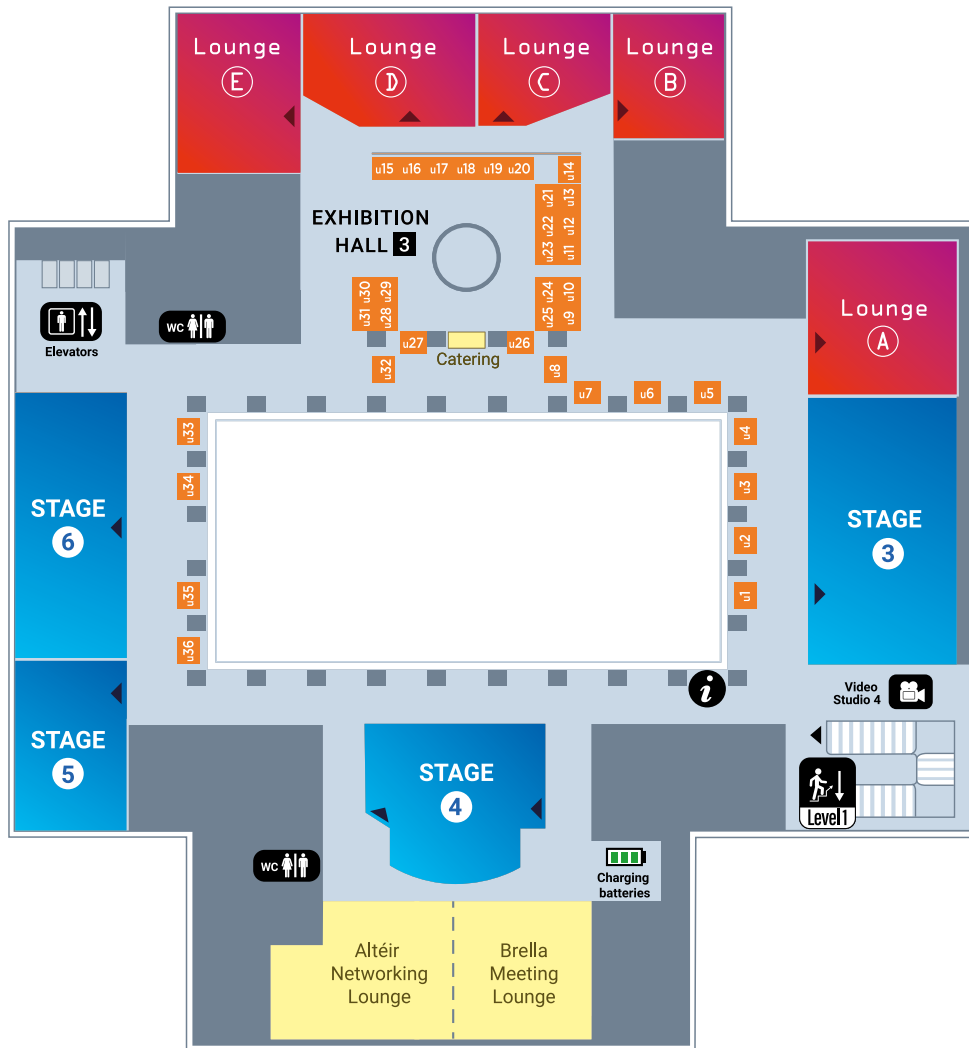 Lounge
E
Lounge
D
Lounge
C
Lounge
B
u15 u16 u17 u18 u19 u20
u14
u21 u13
u22 u12
u23 u11
EXHIBITION
HALL 3
u30 u29
u31 u28
u24 u10
u25 u9
u27
Catering
u26
u32
u8
Elevators
WC
Lounge
A
u7
u6
u5
u33
u34
u35
u36
u4
u3
u2
u1
STAGE
6
STAGE
3
STAGE
5
STAGE
4
i
Video
Studio 4
Level1
WC
Charging
batteries
Altéir
Networking
Lounge
Brella
Meeting
Lounge